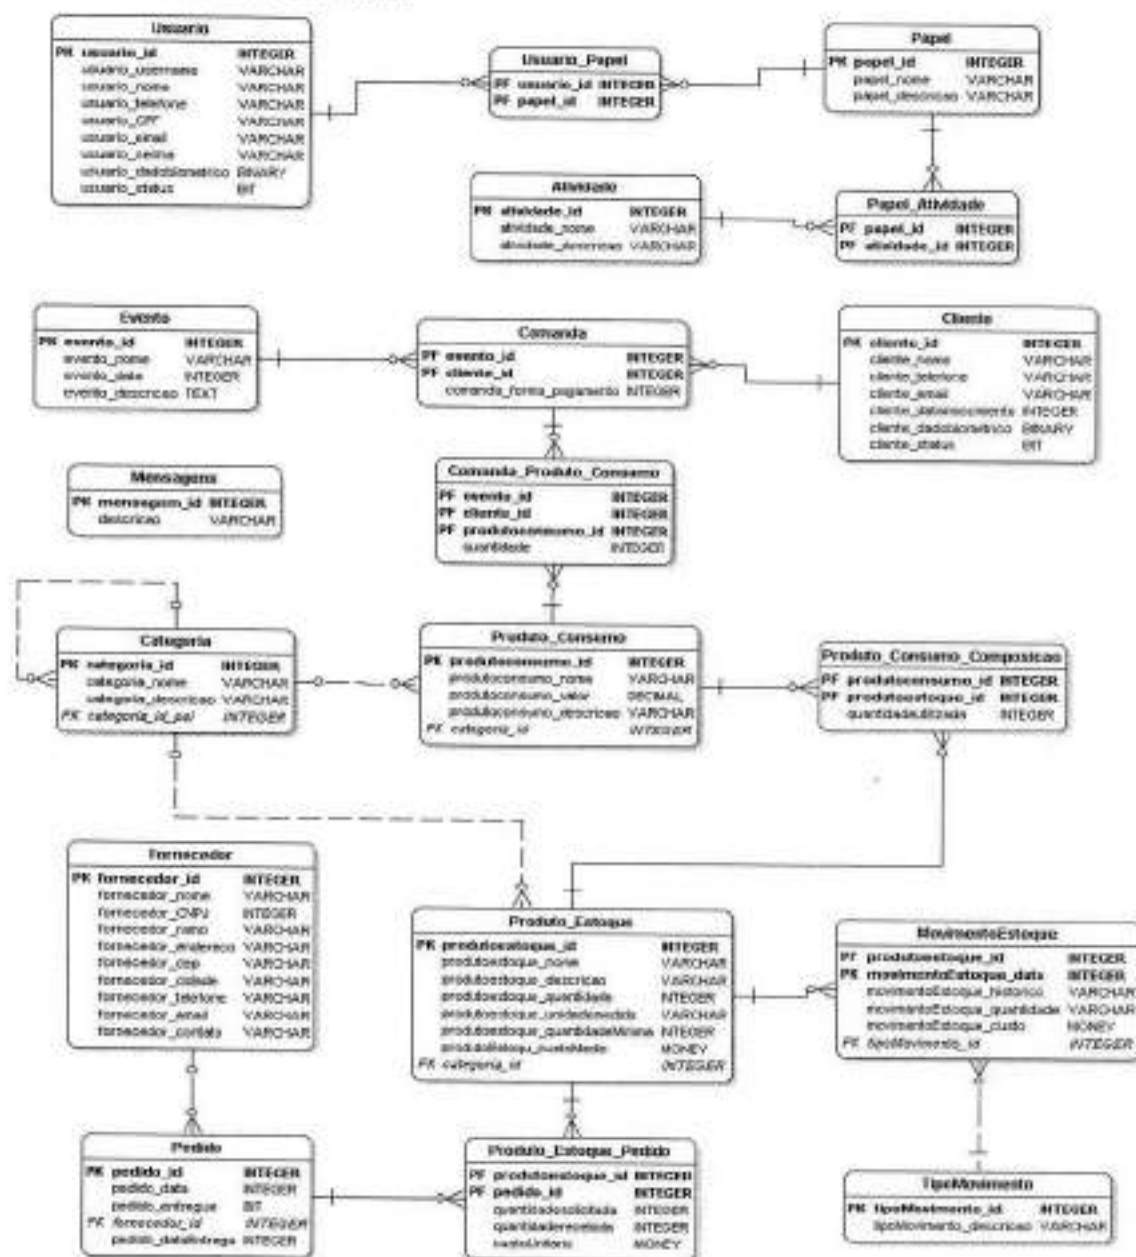 Usuario
PK usuario_id INTEGER
usuario_username VARCHAR
usuario_nome VARCHAR
usuario_telefone VARCHAR
usuario_CPF VARCHAR
usuario_email VARCHAR
usuario_senha VARCHAR
usuario_dadobiometrico BINARY
usuario_status BIT
Usuario_Papel
PF usuario_id INTEGER
PF papel_id INTEGER
Papel
PK papel_id INTEGER
papel_nome VARCHAR
papel_descricao VARCHAR
Atividade
PK atividade_id INTEGER
atividade_nome VARCHAR
atividade_descricao VARCHAR
Papel_Atividade
PF papel_id INTEGER
PF atividade_id INTEGER
Evento
PK evento_id INTEGER
evento_nome VARCHAR
evento_data INTEGER
evento_descricao TEXT
Comanda
PF evento_id INTEGER
PF cliente_id INTEGER
comanda_forma_pagamento INTEGER
Cliente
PK cliente_id INTEGER
cliente_nome VARCHAR
cliente_telefone VARCHAR
cliente_email VARCHAR
cliente_datanascimento INTEGER
cliente_dadobiometrico BINARY
cliente_status BIT
Mensagens
PK mensagem_id INTEGER
descricao VARCHAR
Comanda_Produto_Consumo
PF evento_id INTEGER
PF cliente_id INTEGER
PF produtoconsumo_id INTEGER
quantidade INTEGER
Categoria
PK categoria_id INTEGER
categoria_nome VARCHAR
categoria_descricao VARCHAR
FK categoria_id_pai INTEGER
Produto_Consumo
PK produtoconsumo_id INTEGER
produtoconsumo_nome VARCHAR
produtoconsumo_valor DECIMAL
produtoconsumo_descricao VARCHAR
FK categoria_id INTEGER
Produto_Consumo_Composicao
PF produtoconsumo_id INTEGER
PF produtoestoque_id INTEGER
quantidadeutilizada INTEGER
Fornecedor
PK fornecedor_id INTEGER
fornecedor_nome VARCHAR
fornecedor_CNPJ INTEGER
fornecedor_ramo VARCHAR
fornecedor_endereco VARCHAR
fornecedor_cep VARCHAR
fornecedor_cidade VARCHAR
fornecedor_telefone VARCHAR
fornecedor_email VARCHAR
fornecedor_contato VARCHAR
Produto_Estoque
PK produtoestoque_id INTEGER
produtoestoque_nome VARCHAR
produtoestoque_descricao VARCHAR
produtoestoque_quantidade INTEGER
produtoestoque_unidademedida VARCHAR
produtoestoque_quantidadeMinima INTEGER
MONEY
FK categoria_id INTEGER
MovimentoEstoque
PF produtoestoque_id INTEGER
PK movimentoEstoque_data INTEGER
movimentoEstoque_historico VARCHAR
movimentoEstoque_quantidade VARCHAR
movimentoEstoque_custo MONEY
FK tipoMovimento_id INTEGER
Pedido
PK pedido_id INTEGER
pedido_data INTEGER
pedido_entregue BIT
FK fornecedor_id INTEGER
pedido_dataEntrega INTEGER
Produto_Estoque_Pedido
PF produtoestoque_id INTEGER
PF pedido_id INTEGER
quantidadesolicitada INTEGER
quantidaderecebida INTEGER
custoUnitario MONEY
TipoMovimento
PK tipoMovimento_id INTEGER
tipoMovimento_descricao VARCHAR